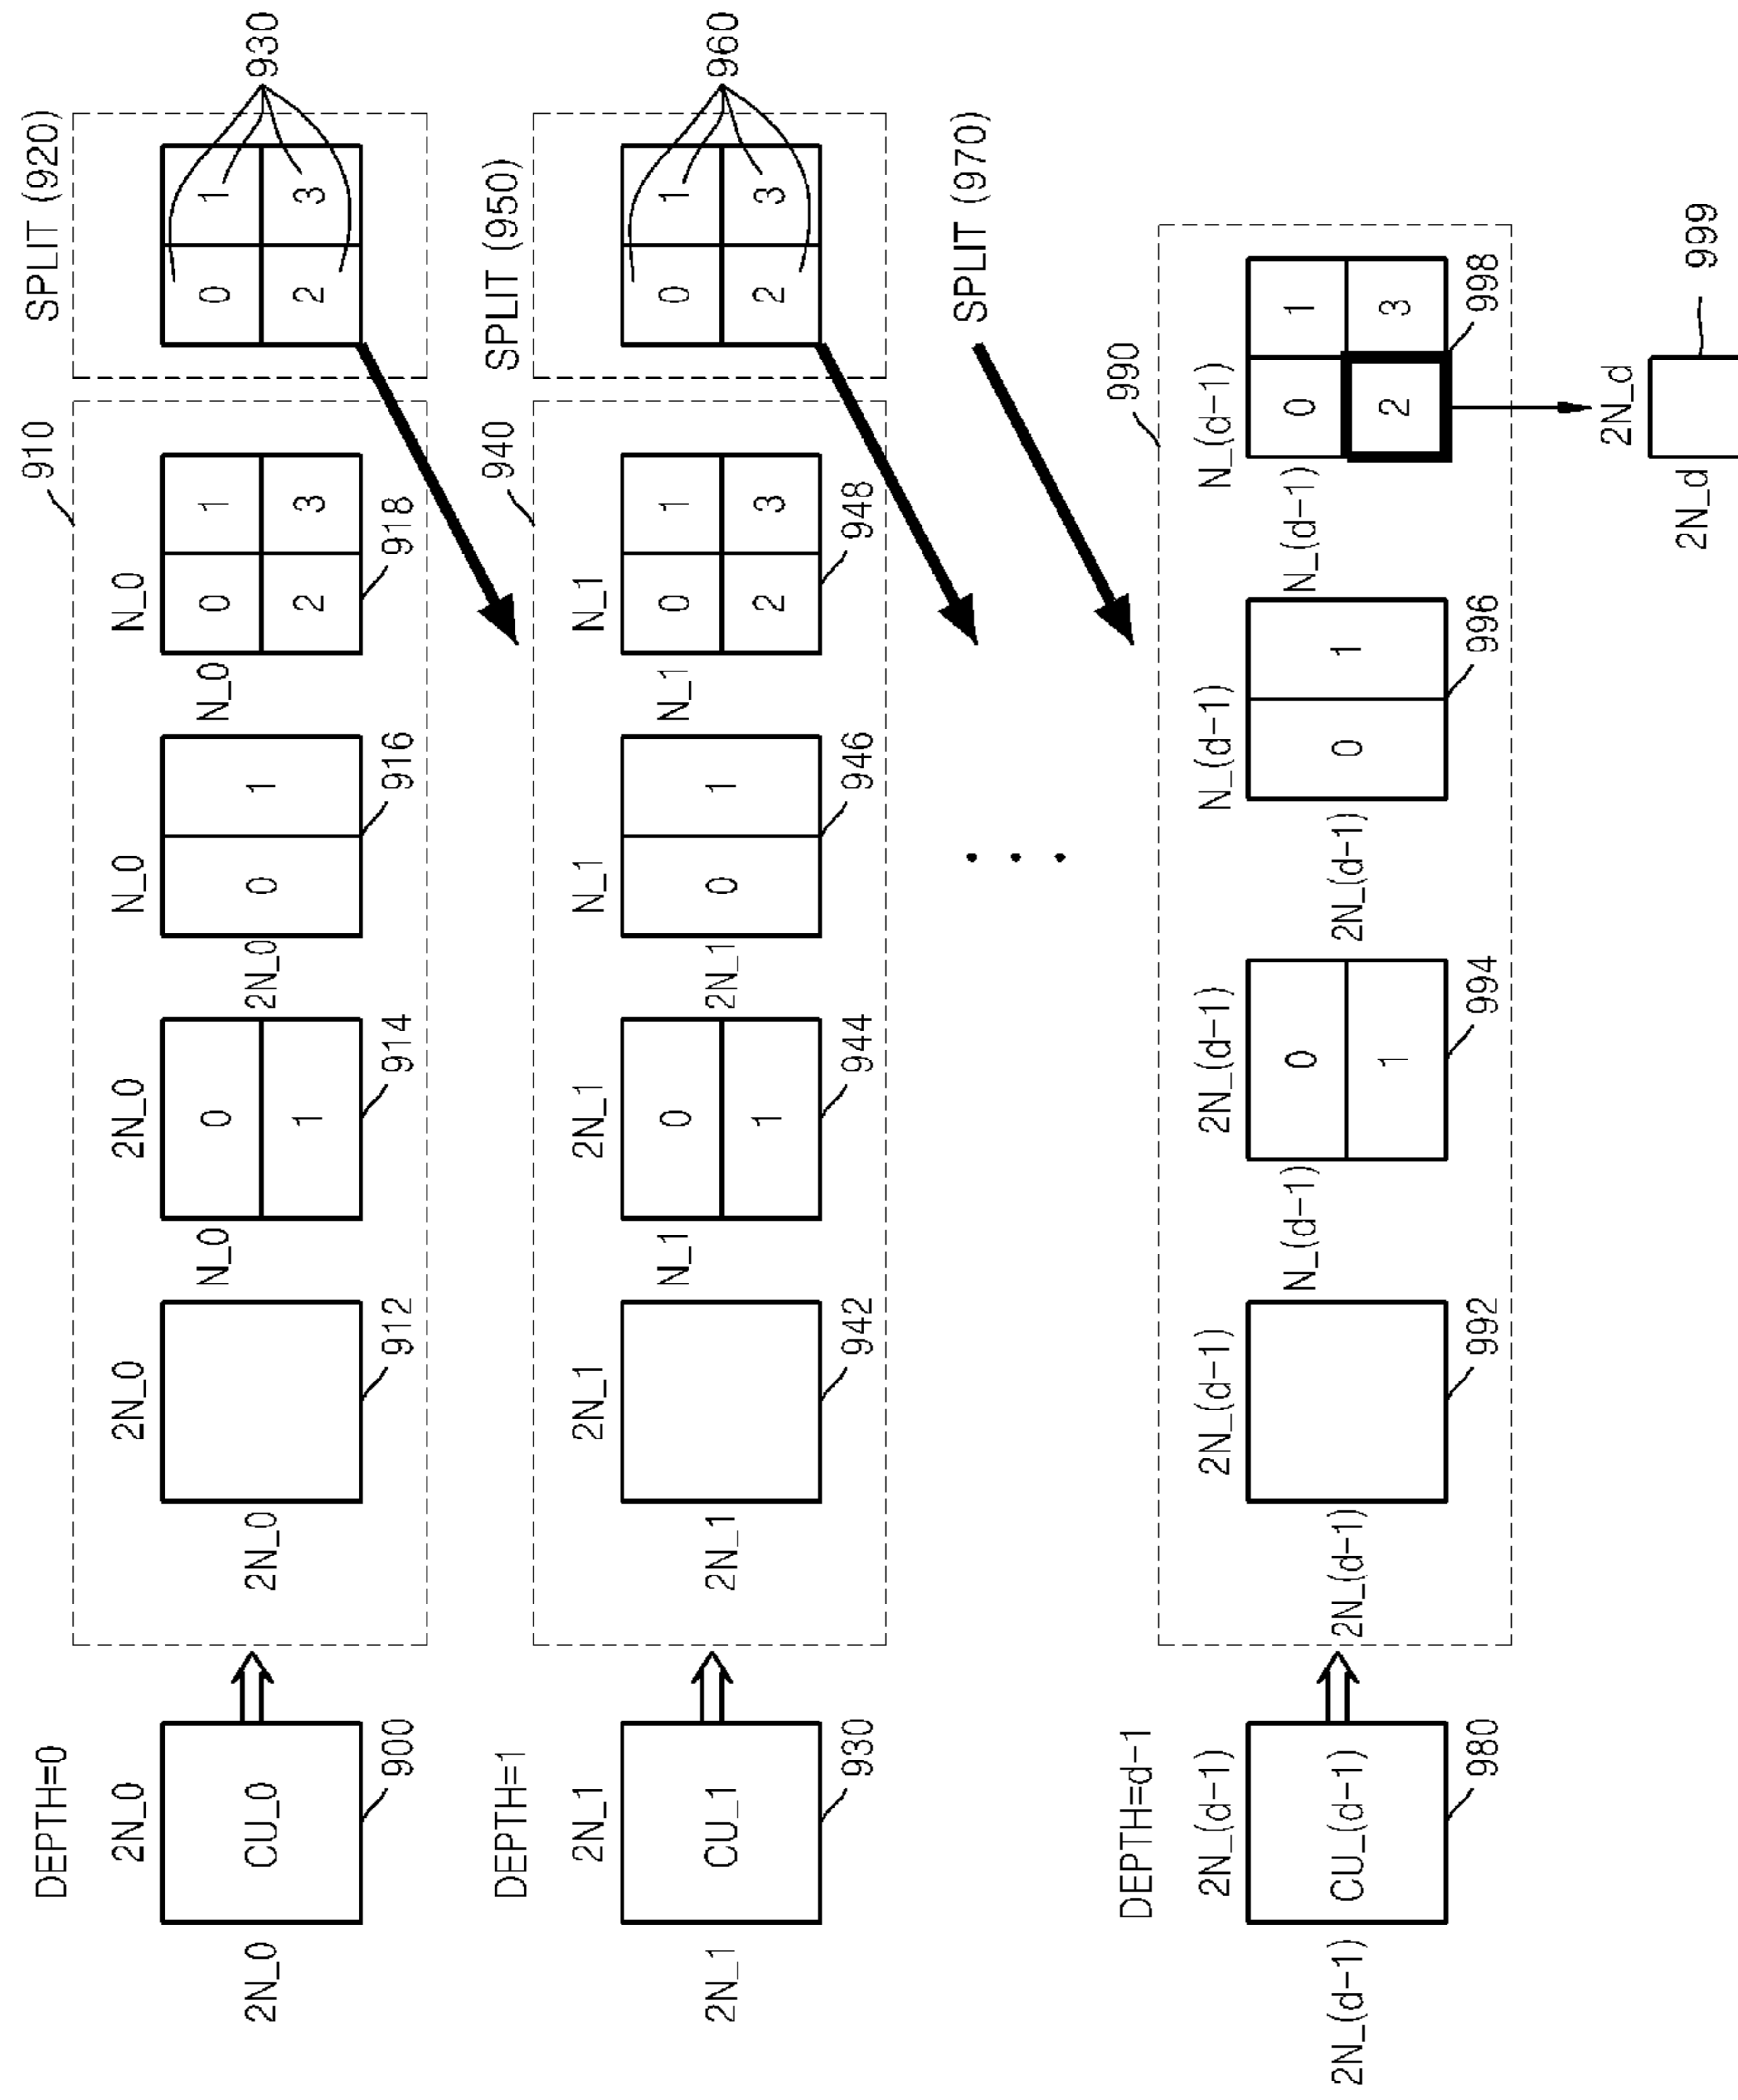 DEPTH=0
2N_0
2N_0
CU_0
900
910
2N_0
2N_0
912
2N_0
N_0
0
1
914
N_0
2N_0
0
1
916
N_0
N_0
0
1
2
3
918
SPLIT (920)
0
1
2
3
930
DEPTH=1
2N_1
2N_1
CU_1
930
940
2N_1
2N_1
942
2N_1
N_1
0
1
944
N_1
2N_1
0
1
946
N_1
N_1
0
1
2
3
948
SPLIT (950)
0
1
2
3
960
SPLIT (970)
DEPTH=d-1
2N_(d-1)
2N_(d-1)
CU_(d-1)
980
990
2N_(d-1)
2N_(d-1)
992
2N_(d-1)
N_(d-1)
0
1
994
N_(d-1)
2N_(d-1)
0
1
996
N_(d-1)
N_(d-1)
0
1
2
3
998
2N_d
2N_d
999